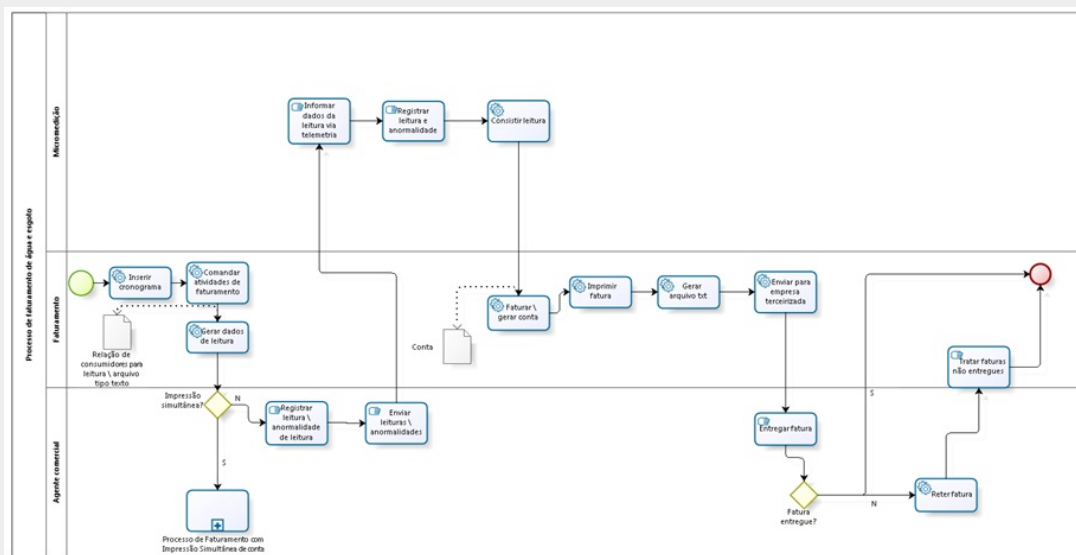 Processo de faturamento de água e esgoto
Micromedição
Informar
dados da
leitura via
telemetria
Registrar
leitura e
anormalidade
Consistir leitura
Faturamento
Inserir
cronograma
Comandar
atividades de
faturamento
Relação de
consumidores para
leitura \ arquivo
tipo texto
Gerar dados
de leitura
Conta
Faturar \
gerar conta
Imprimir
fatura
Gerar
arquivo txt
Enviar para
empresa
terceirizada
Tratar faturas
não entregues
S
Agente comercial
Impressão
simultânea?
N
Registrar
leitura \
anormalidade
de leitura
Enviar
leituras \
anormalidades
S
Processo de Faturamento com
Impressão Simultânea de conta
Entregar fatura
Fatura
entregue?
N
Reter fatura